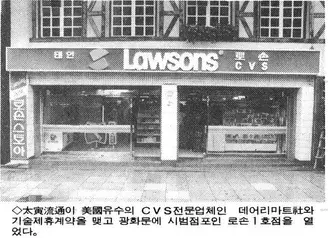 태인 Lawsons 로손
CVS
◇太寅流通이 美國유수의 CVS전문업체인 데어리마트社와
기술제휴계약을 맺고 광화문에 시범점포인 로손1호점을 열
었다.